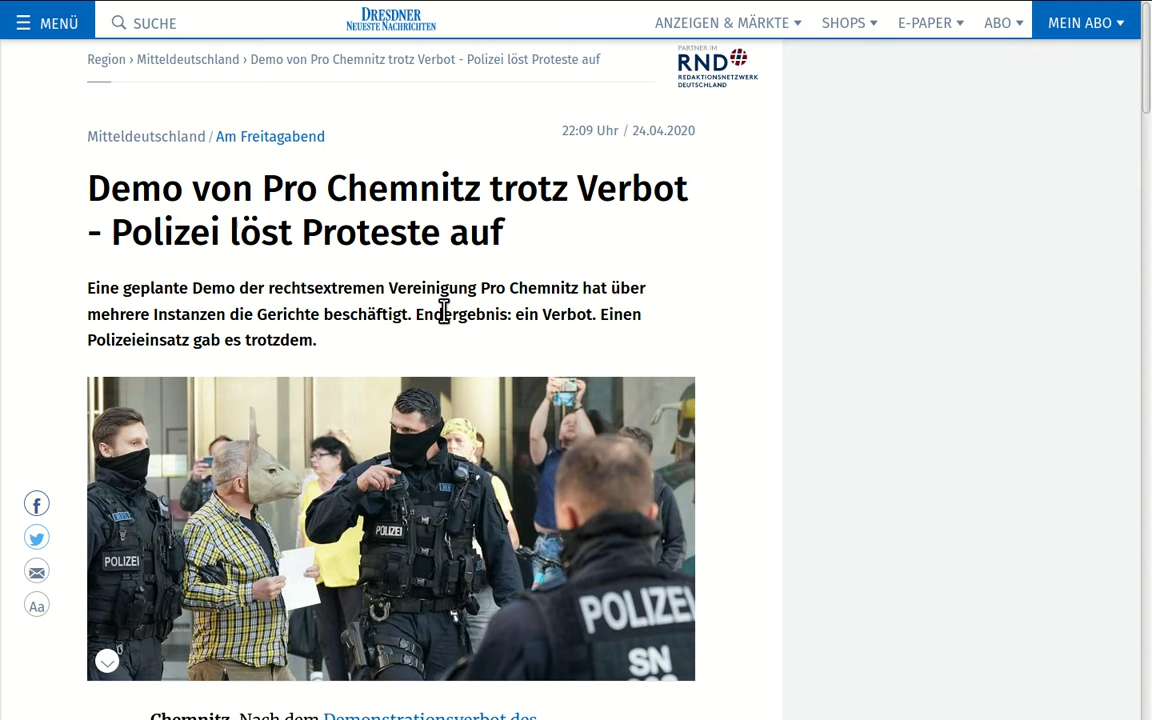 MENÜ
SUCHE
DRESDNER
NEUESTE NACHRICHTEN
ANZEIGEN & MÄRKTE
SHOPS
E-PAPER
ABO
MEIN ABO
Region › Mitteldeutschland › Demo von Pro Chemnitz trotz Verbot - Polizei löst Proteste auf
PARTNER IM
RND
REDAKTIONSNETZWERK
DEUTSCHLAND
Mitteldeutschland / Am Freitagabend
22:09 Uhr / 24.04.2020
Demo von Pro Chemnitz trotz Verbot
- Polizei löst Proteste auf
Eine geplante Demo der rechtsextremen Vereinigung Pro Chemnitz hat über
mehrere Instanzen die Gerichte beschäftigt. Endergebnis: ein Verbot. Einen
Polizeieinsatz gab es trotzdem.
POLIZEI
POLIZEI
POLIZEI
SN
Aa
Chemnitz. Nach dem Demonstrationsverbot des